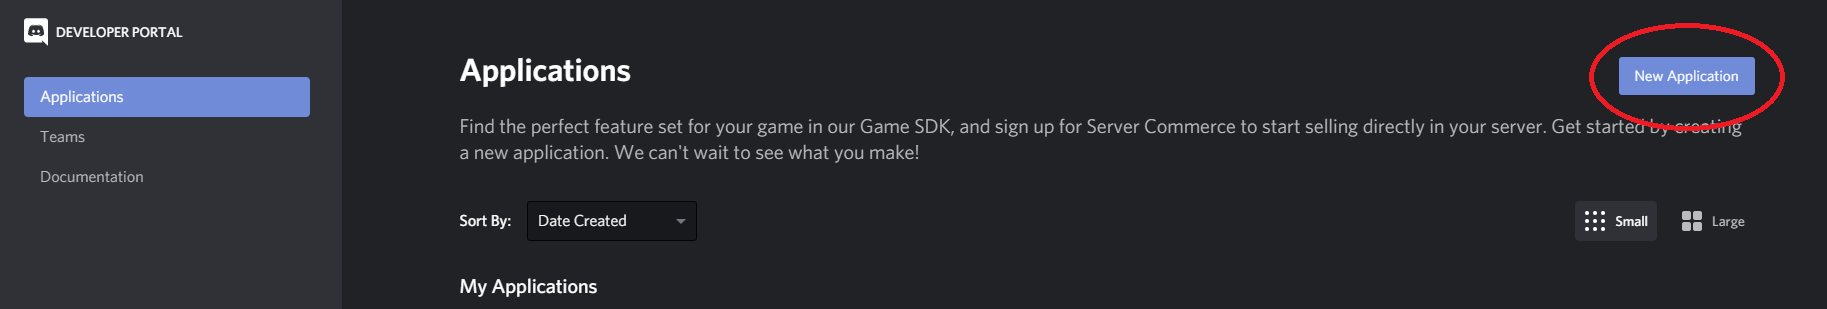 DEVELOPER PORTAL
Applications
Teams
Documentation
Applications
New Application
Find the perfect feature set for your game in our Game SDK, and sign up for Server Commerce to start selling directly in your server. Get started by creating
a new application. We can't wait to see what you make!
Sort By:
Date Created
Small
Large
My Applications